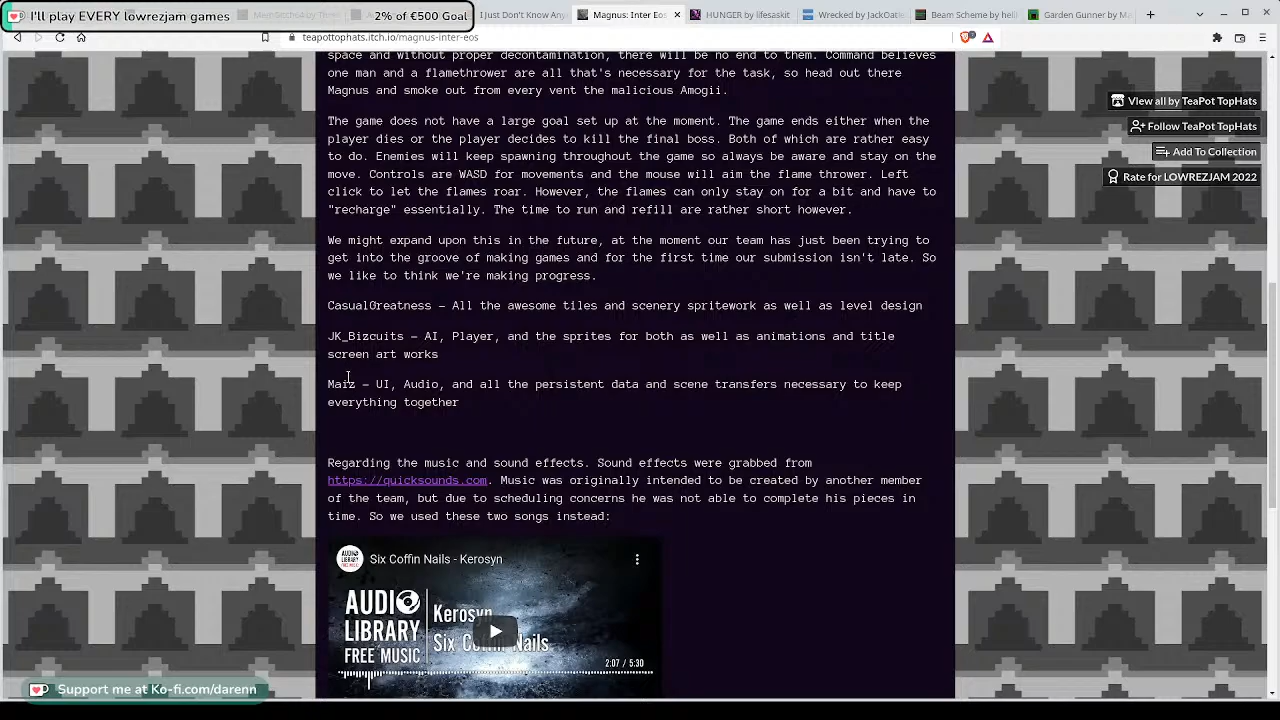 I'll play EVERY lowrezjam games
2% of €500 Goal
I Just Don't Know Any
Magnus: Inter Eos
HUNGER by lifesaskit
Wrecked by JackOatle
Beam Scheme by helli
Garden Gunner by Ma
teapottophats.itch.io/magnus-inter-eos
space and without proper decontamination, there will be no end to them. Command believes
one man and a flamethrower are all that's necessary for the task, so head out there
Magnus and smoke out from every vent the malicious Amogii.
View all by TeaPot TopHats
Follow TeaPot TopHats
Add To Collection
Rate for LOWREZJAM 2022
The game does not have a large goal set up at the moment. The game ends either when the
player dies or the player decides to kill the final boss. Both of which are rather easy
to do. Enemies will keep spawning throughout the game so always be aware and stay on the
move. Controls are WASD for movements and the mouse will aim the flame thrower. Left
click to let the flames roar. However, the flames can only stay on for a bit and have to
"recharge" essentially. The time to run and refill are rather short however.
We might expand upon this in the future, at the moment our team has just been trying to
get into the groove of making games and for the first time our submission isn't late. So
we like to think we're making progress.
CasualGreatness - All the awesome tiles and scenery spritework as well as level design
JK_Bizcuits - AI, Player, and the sprites for both as well as animations and title
screen art works
Maiz - UI, Audio, and all the persistent data and scene transfers necessary to keep
everything together
Regarding the music and sound effects. Sound effects were grabbed from
https://quicksounds.com. Music was originally intended to be created by another member
of the team, but due to scheduling concerns he was not able to complete his pieces in
time. So we used these two songs instead:
Six Coffin Nails - Kerosyn
AUDIO
LIBRARY
FREE MUSIC
Kerosyn
Six Coffin Nails
2:07 / 5:30
Support me at Ko-fi.com/darenn